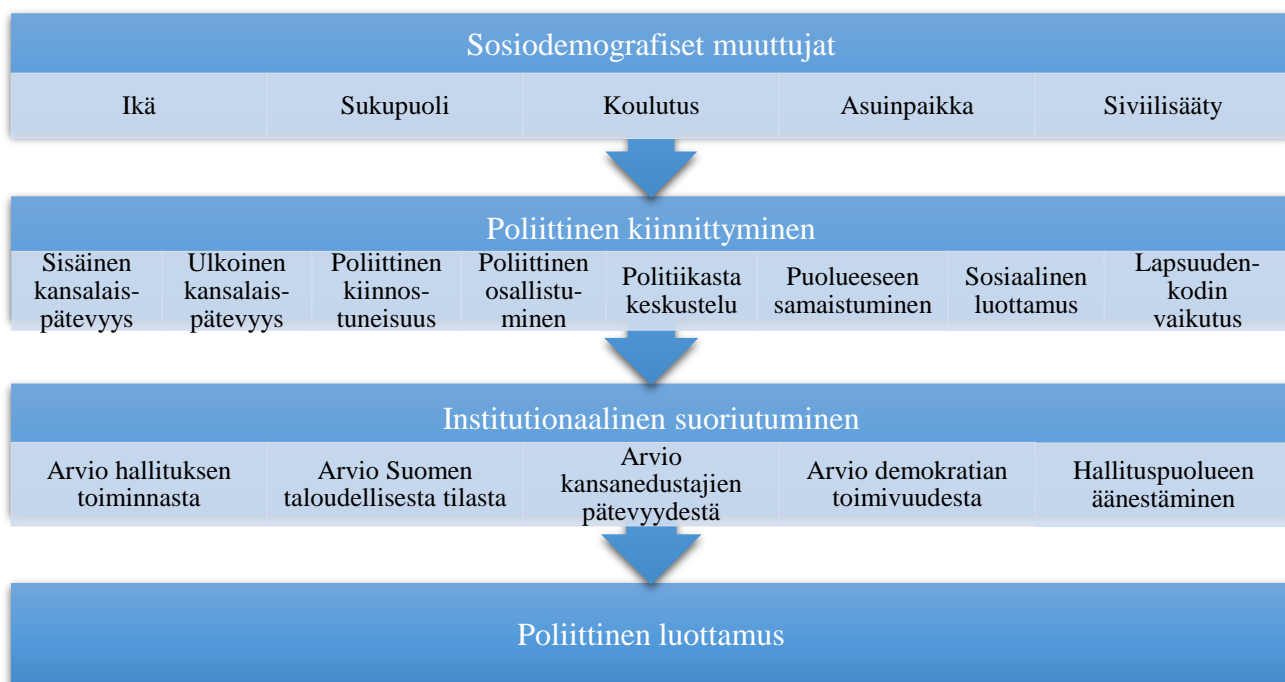 Sosiodemografiset muuttujat
Ikä
Sukupuoli
Koulutus
Asuinpaikka
Siviilisääty
Poliittinen kiinnittyminen
Sisäinen
kansalais-
pätevyys
Ulkoinen
kansalais-
pätevyys
Poliittinen
kiinnos-
tuneisuus
Poliittinen
osallistu-
minen
Politiikasta
keskustelu
Puolueeseen
samaistuminen
Sosiaalinen
luottamus
Lapsuuden-
kodin
vaikutus
Institutionaalinen suoriutuminen
Arvio hallituksen
toiminnasta
Arvio Suomen
taloudellisesta tilasta
Arvio
kansanedustajien
pätevyydestä
Arvio demokratian
toimivuudesta
Hallituspuolueen
äänestäminen
Poliittinen luottamus